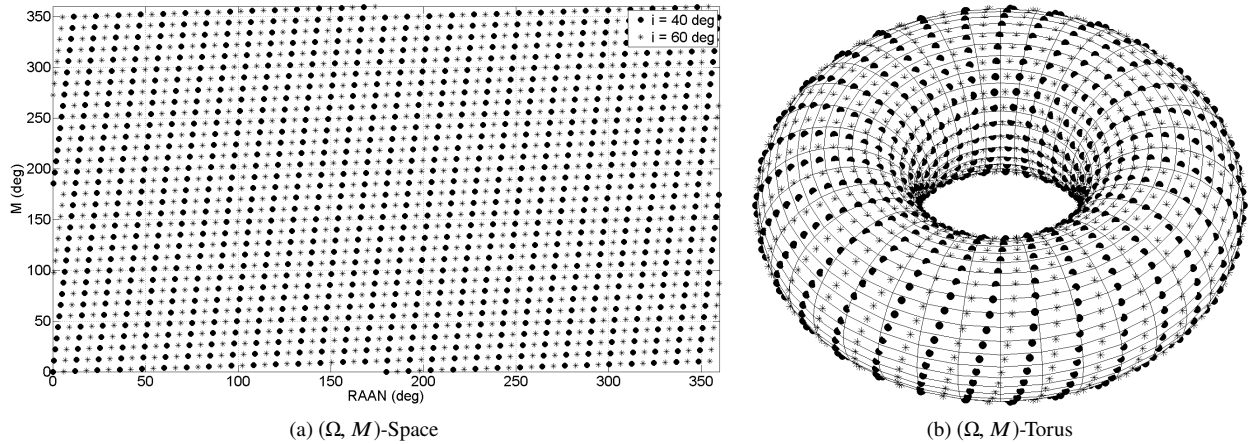 350
300
250
200
150
100
50
0
M (deg)
i = 40 deg
i = 60 deg
0 50 100 150 200 250 300 350
RAAN (deg)
(a) (Ω, M)-Space
(b) (Ω, M)-Torus